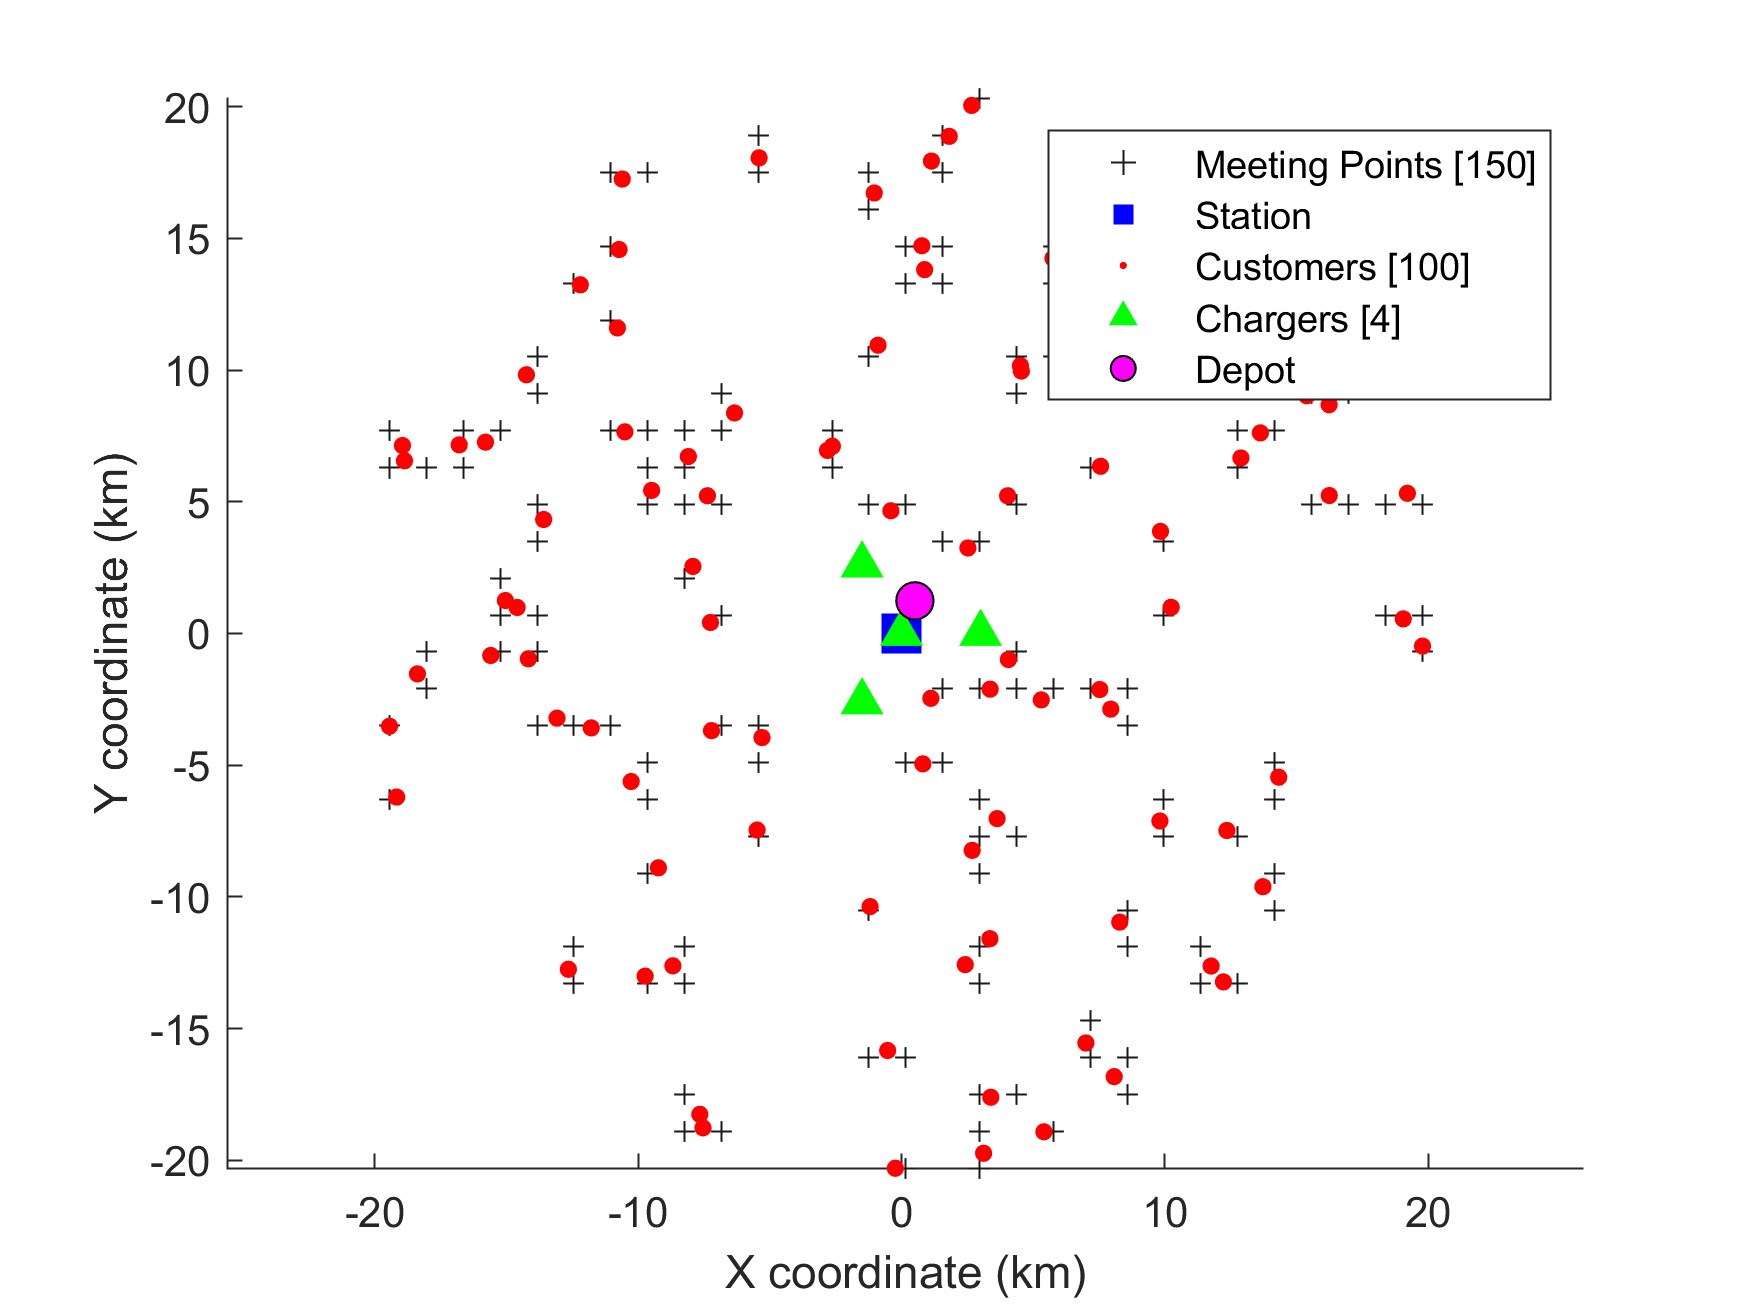 20
15
10
5
0
-5
-10
-15
-20
Y coordinate (km)
Meeting Points [150]
Station
Customers [100]
Chargers [4]
Depot
-20
-10
0
10
20
X coordinate (km)